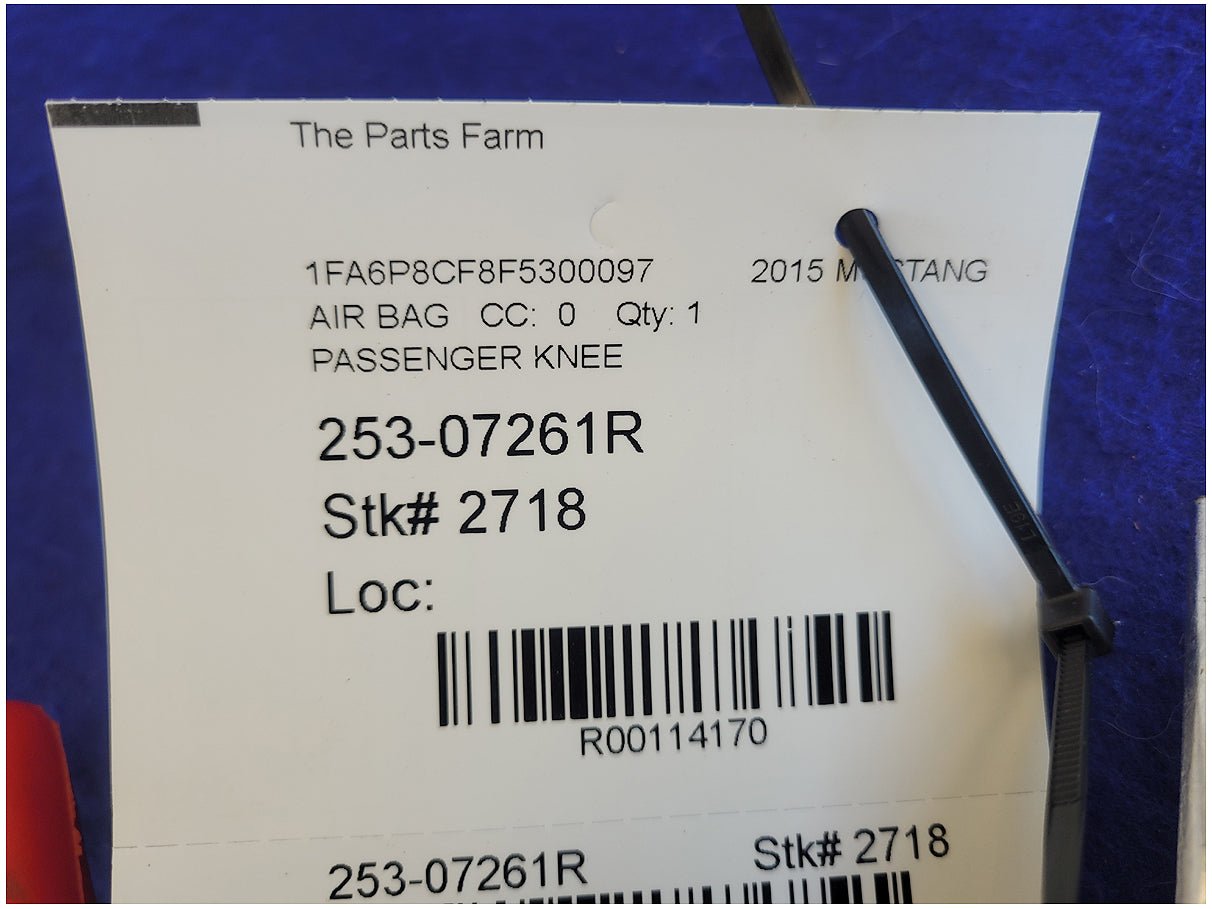 The Parts Farm
1FA6P8CF8F5300097 2015 MUSTANG
AIR BAG CC: 0 Qty: 1
PASSENGER KNEE
253-07261R
Stk# 2718
Loc:
R00114170
253-07261R Stk# 2718